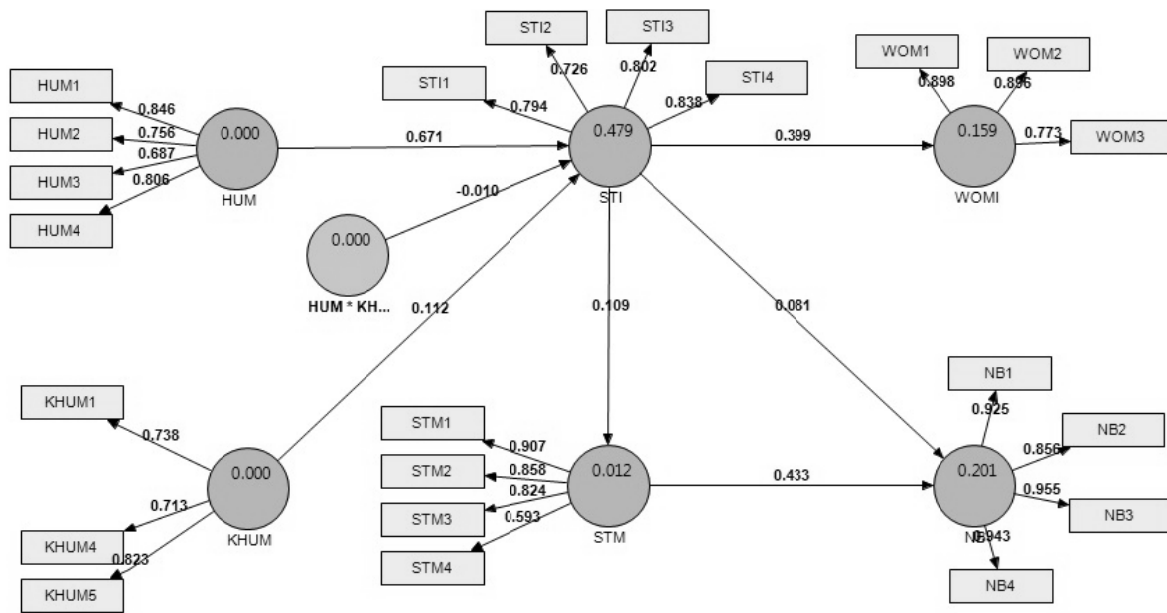 STI2
STI3
WOM1
WOM2
STI1
STI4
WOM3
0.726
0.802
0.898
0.896
0.794
0.838
0.773
HUM1
HUM2
HUM3
HUM4
0.846
0.756
0.687
0.806
0.000
HUM
0.671
0.479
STI
0.399
0.159
WOMI
-0.010
0.000
HUM * KH...
0.112
0.109
0.081
KHUM1
KHUM4
KHUM5
0.738
0.713
0.823
0.000
KHUM
STM1
STM2
STM3
STM4
0.907
0.858
0.824
0.593
0.012
STM
0.433
0.201
NB1
NB2
NB3
NB4
0.925
0.856
0.955
0.943